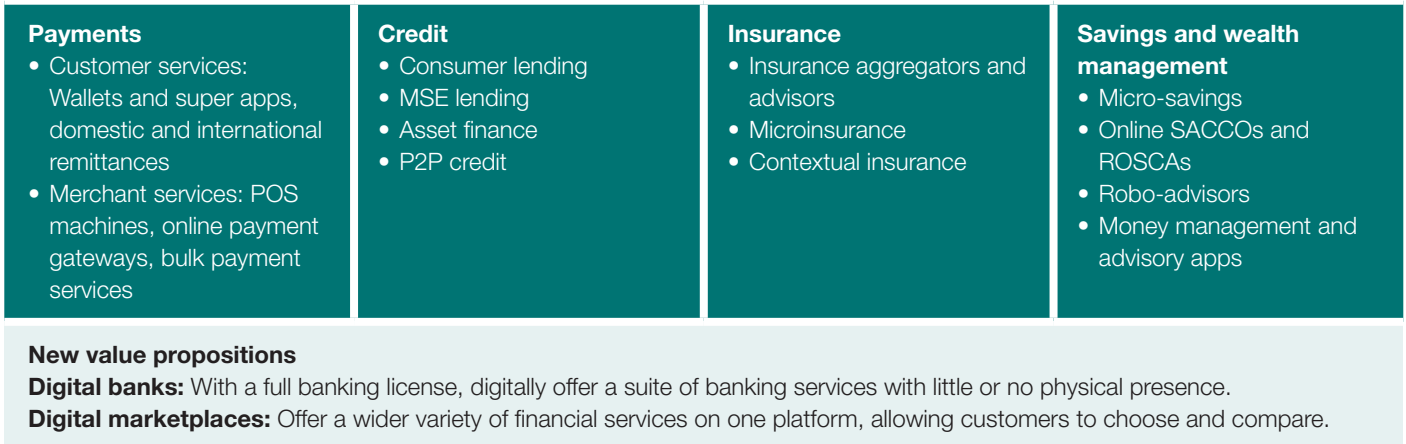 Payments
• Customer services:
Wallets and super apps,
domestic and international
remittances
• Merchant services: POS
machines, online payment
gateways, bulk payment
services
Credit
• Consumer lending
• MSE lending
• Asset finance
• P2P credit
Insurance
• Insurance aggregators and
advisors
• Microinsurance
• Contextual insurance
Savings and wealth
management
• Micro-savings
• Online SACCOs and
ROSCAs
• Robo-advisors
• Money management and
advisory apps
New value propositions
Digital banks: With a full banking license, digitally offer a suite of banking services with little or no physical presence.
Digital marketplaces: Offer a wider variety of financial services on one platform, allowing customers to choose and compare.